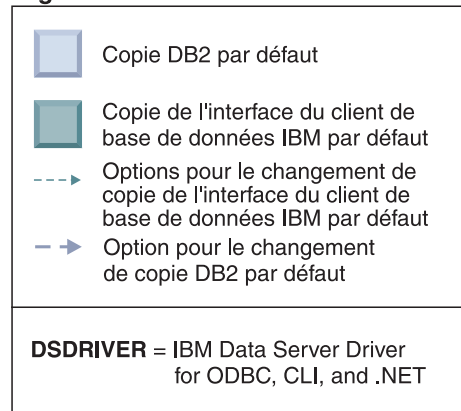 Copie DB2 par défaut
Copie de l'interface du client de
base de données IBM par défaut
Options pour le changement de
copie de l'interface du client de
base de données IBM par défaut
Option pour le changement
de copie DB2 par défaut
DSDRIVER = IBM Data Server Driver
for ODBC, CLI, and .NET